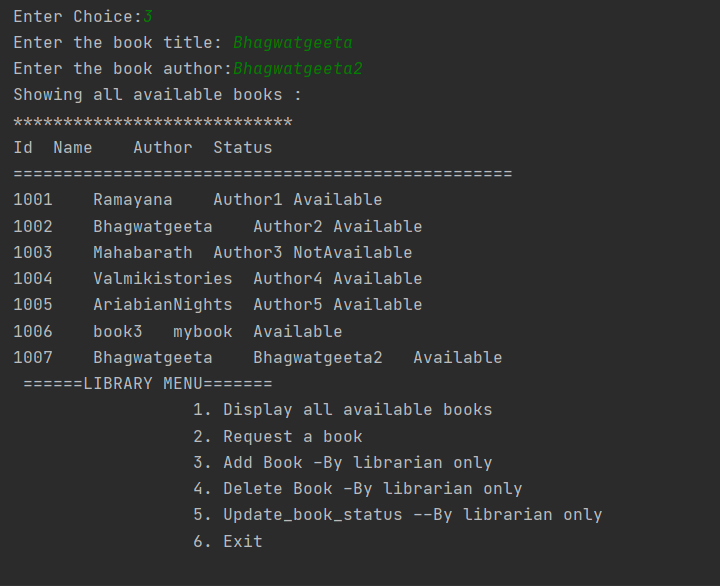 Enter Choice:3
Enter the book title: Bhagwatgeeta
Enter the book author:Bhagwatgeeta2
Showing all available books :
****************************
Id  Name    Author  Status
==================================================
1001    Ramayana    Author1 Available
1002    Bhagwatgeeta    Author2 Available
1003    Mahabarath  Author3 NotAvailable
1004    Valmikistories  Author4 Available
1005    AriabianNights  Author5 Available
1006    book3   mybook  Available
1007    Bhagwatgeeta    Bhagwatgeeta2   Available
 ======LIBRARY MENU=======
                  1. Display all available books
                  2. Request a book
                  3. Add Book -By librarian only
                  4. Delete Book -By librarian only
                  5. Update_book_status --By librarian only
                  6. Exit